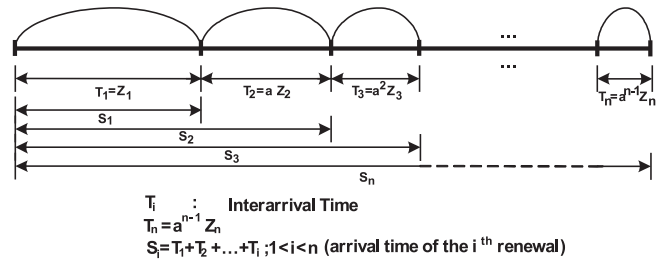 ...
...
T₁=Z₁
T₂=a Z₂
T₃=a²Z₃
Tₙ=aⁿ⁻¹Zₙ
S₁
S₂
S₃
Sₙ
Tᵢ : Interarrival Time
Tₙ=aⁿ⁻¹ Zₙ
Sᵢ=T₁+T₂+...+Tᵢ ;1<i<n (arrival time of the i ᵗʰ renewal)